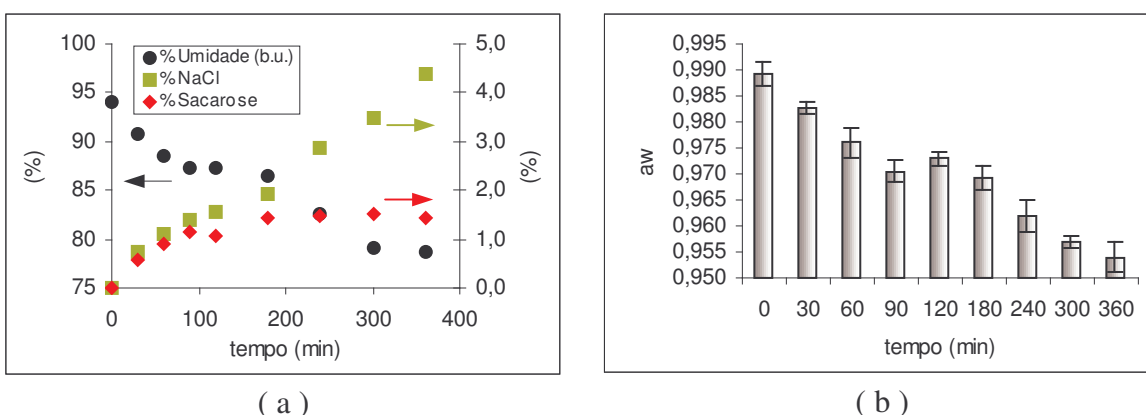 100
95
90
85
80
75
(%)
%Umidade (b.u.)
%NaCl
%Sacarose
5,0
4,0
3,0
2,0
1,0
0,0
(%)
0 100 200 300 400
tempo (min)
( a )
0,995
0,990
0,985
0,980
0,975
0,970
0,965
0,960
0,955
0,950
aw
0 30 60 90 120 180 240 300 360
tempo (min)
( b )